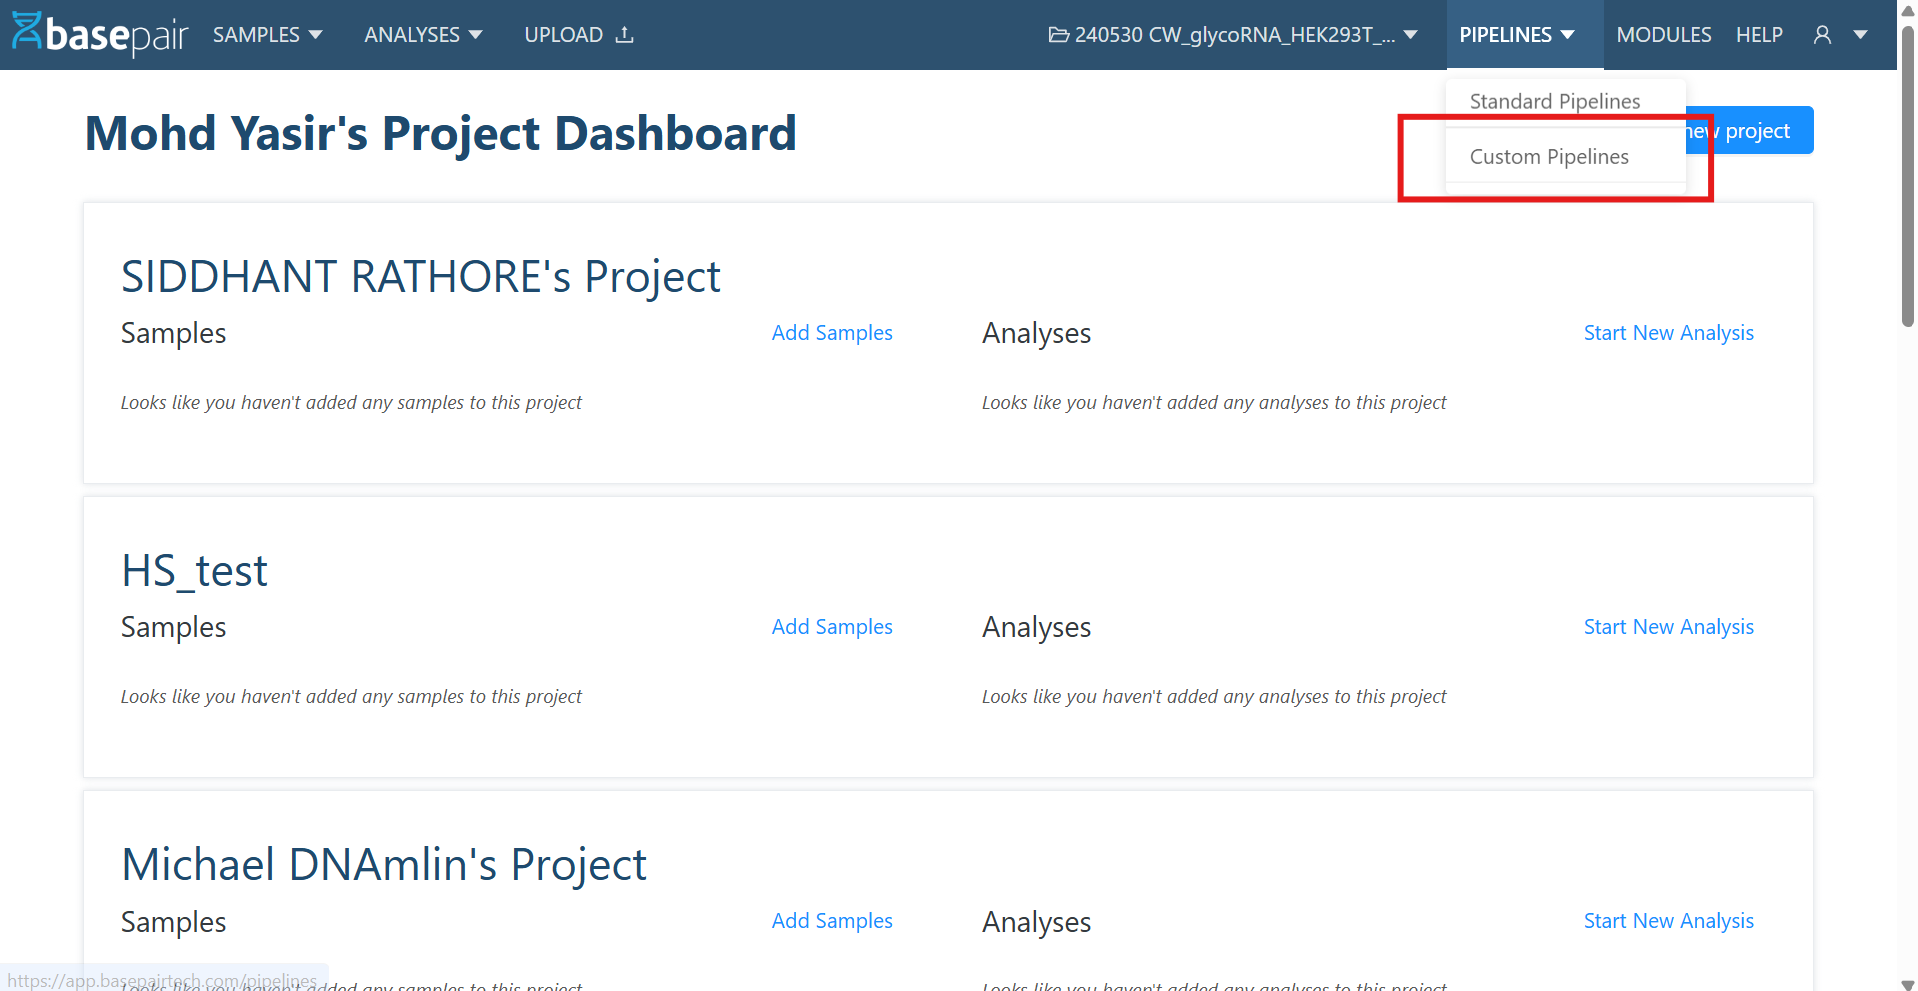 basepair SAMPLES ANALYSES UPLOAD 240530 CW_glycoRNA_HEK293T_... PIPELINES MODULES HELP
Standard Pipelines
Custom Pipelines
new project
Mohd Yasir's Project Dashboard
SIDDHANT RATHORE's Project
Samples Add Samples Analyses Start New Analysis
Looks like you haven't added any samples to this project Looks like you haven't added any analyses to this project
HS_test
Samples Add Samples Analyses Start New Analysis
Looks like you haven't added any samples to this project Looks like you haven't added any analyses to this project
Michael DNAmlin's Project
Samples Add Samples Analyses Start New Analysis
https://app.basepairtech.com/pipelines
Looks like you haven't added any samples to this project Looks like you haven't added any analyses to this project